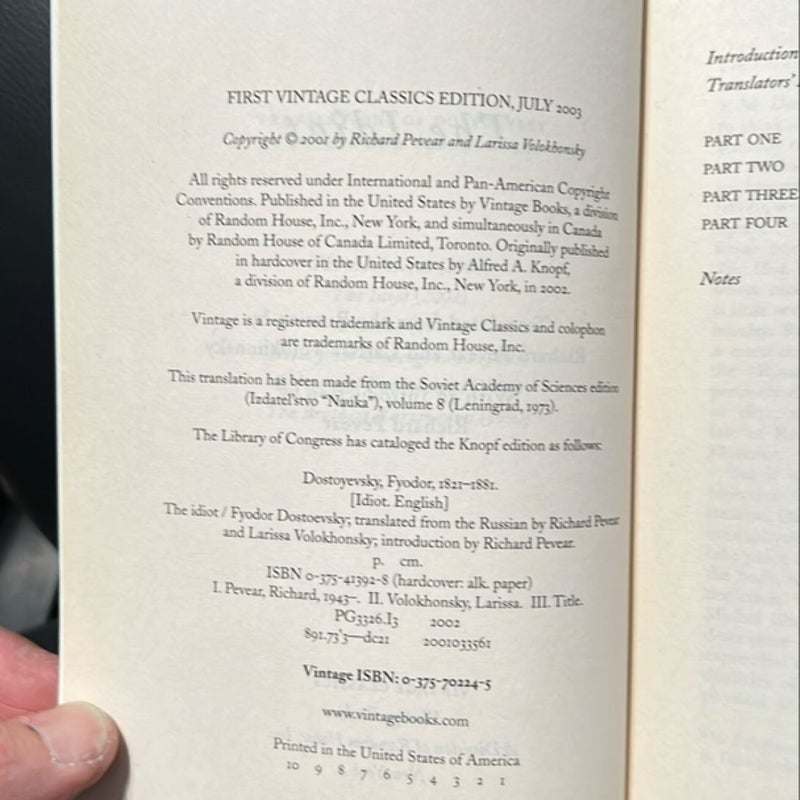 FIRST VINTAGE CLASSICS EDITION, JULY 2003
Copyright © 2001 by Richard Pevear and Larissa Volokhonsky
All rights reserved under International and Pan-American Copyright
Conventions. Published in the United States by Vintage Books, a division
of Random House, Inc., New York, and simultaneously in Canada
by Random House of Canada Limited, Toronto. Originally published
in hardcover in the United States by Alfred A. Knopf,
a division of Random House, Inc., New York, in 2002.
Vintage is a registered trademark and Vintage Classics and colophon
are trademarks of Random House, Inc.
This translation has been made from the Soviet Academy of Sciences edition
(Izdatel'stvo "Nauka"), volume 8 (Leningrad, 1973).
The Library of Congress has cataloged the Knopf edition as follows:
Dostoyevsky, Fyodor, 1821–1881.
[Idiot. English]
The idiot / Fyodor Dostoevsky; translated from the Russian by Richard Pevear
and Larissa Volokhonsky; introduction by Richard Pevear.
p. cm.
ISBN 0-375-41392-8 (hardcover: alk. paper)
I. Pevear, Richard, 1943–. II. Volokhonsky, Larissa. III. Title.
PG3326.I3 2002
891.73'3—dc21 2001033561
Vintage ISBN: 0-375-70224-5
www.vintagebooks.com
Printed in the United States of America
10 9 8 7 6 5 4 3 2 1
Introduction
Translators'
PART ONE
PART TWO
PART THREE
PART FOUR
Notes